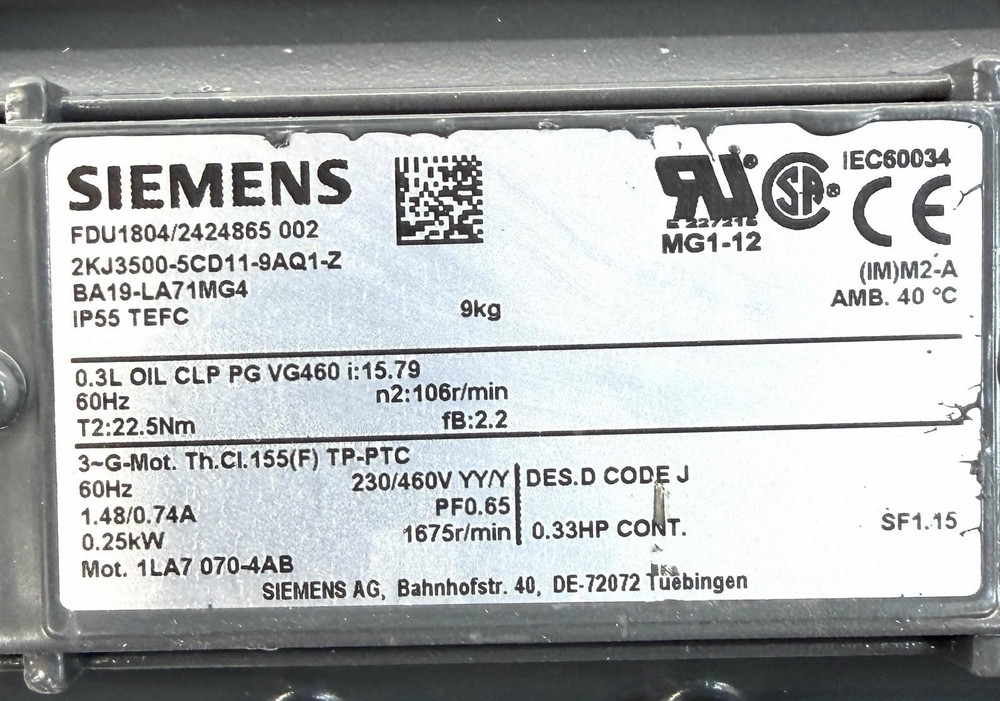 SIEMENS
FDU1804/2424865 002
2KJ3500-5CD11-9AQ1-Z
BA19-LA71MG4
IP55 TEFC
9kg
MG1-12
IEC60034
CE
(IM)M2-A
AMB. 40 °C
0.3L OIL CLP PG VG460 i:15.79
60Hz n2:106r/min
T2:22.5Nm fB:2.2
3~G-Mot. Th.Cl.155(F) TP-PTC
60Hz 230/460V YY/Y DES.D CODE J
1.48/0.74A PF0.65
0.25kW 1675r/min 0.33HP CONT. SF1.15
Mot. 1LA7 070-4AB
SIEMENS AG, Bahnhofstr. 40, DE-72072 Tuebingen